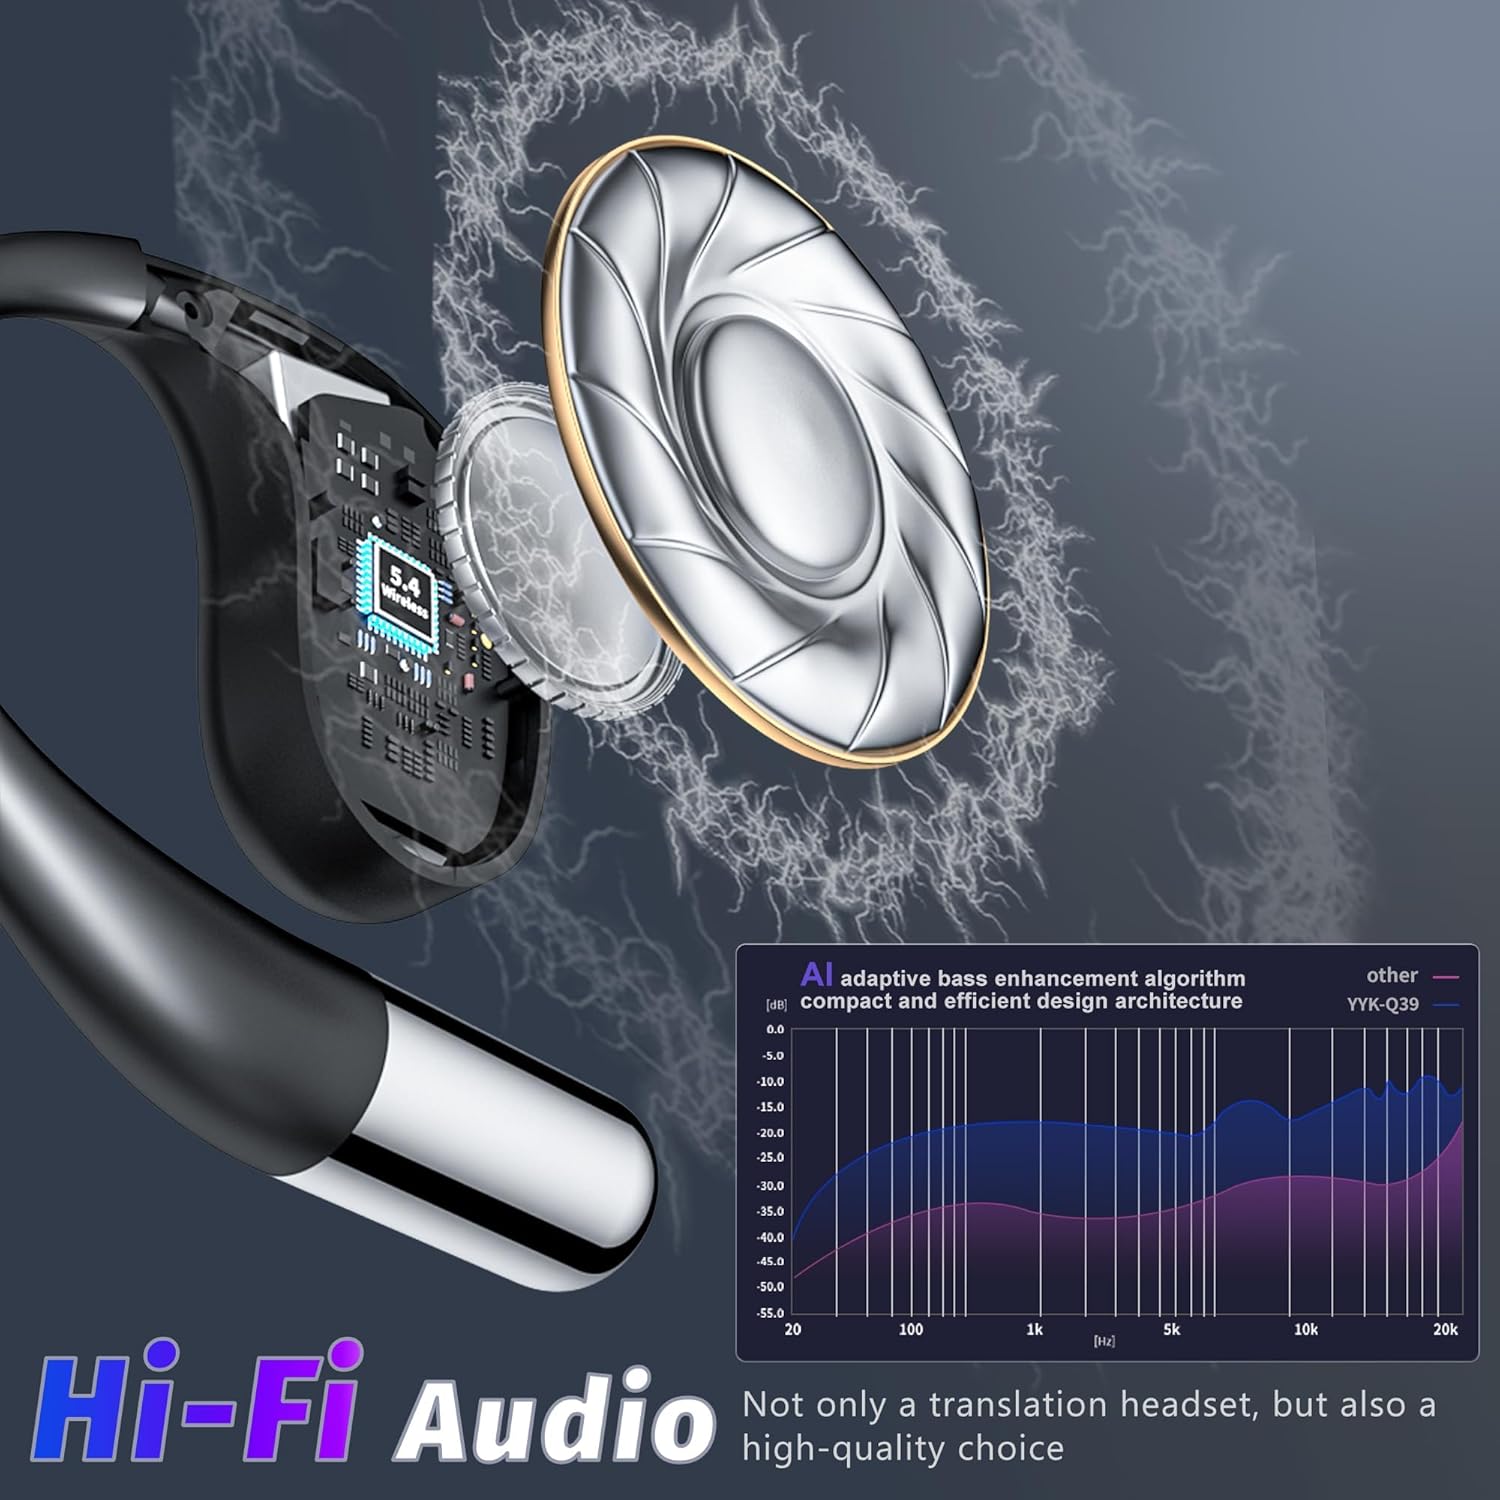 5.4
Wireless
AI adaptive bass enhancement algorithm
compact and efficient design architecture
other
YYK-Q39
[dB]
0.0
-5.0
-10.0
-15.0
-20.0
-25.0
-30.0
-35.0
-40.0
-45.0
-50.0
-55.0
20 100 1k 5k 10k 20k
[Hz]
Hi-Fi Audio
Not only a translation headset, but also a
high-quality choice